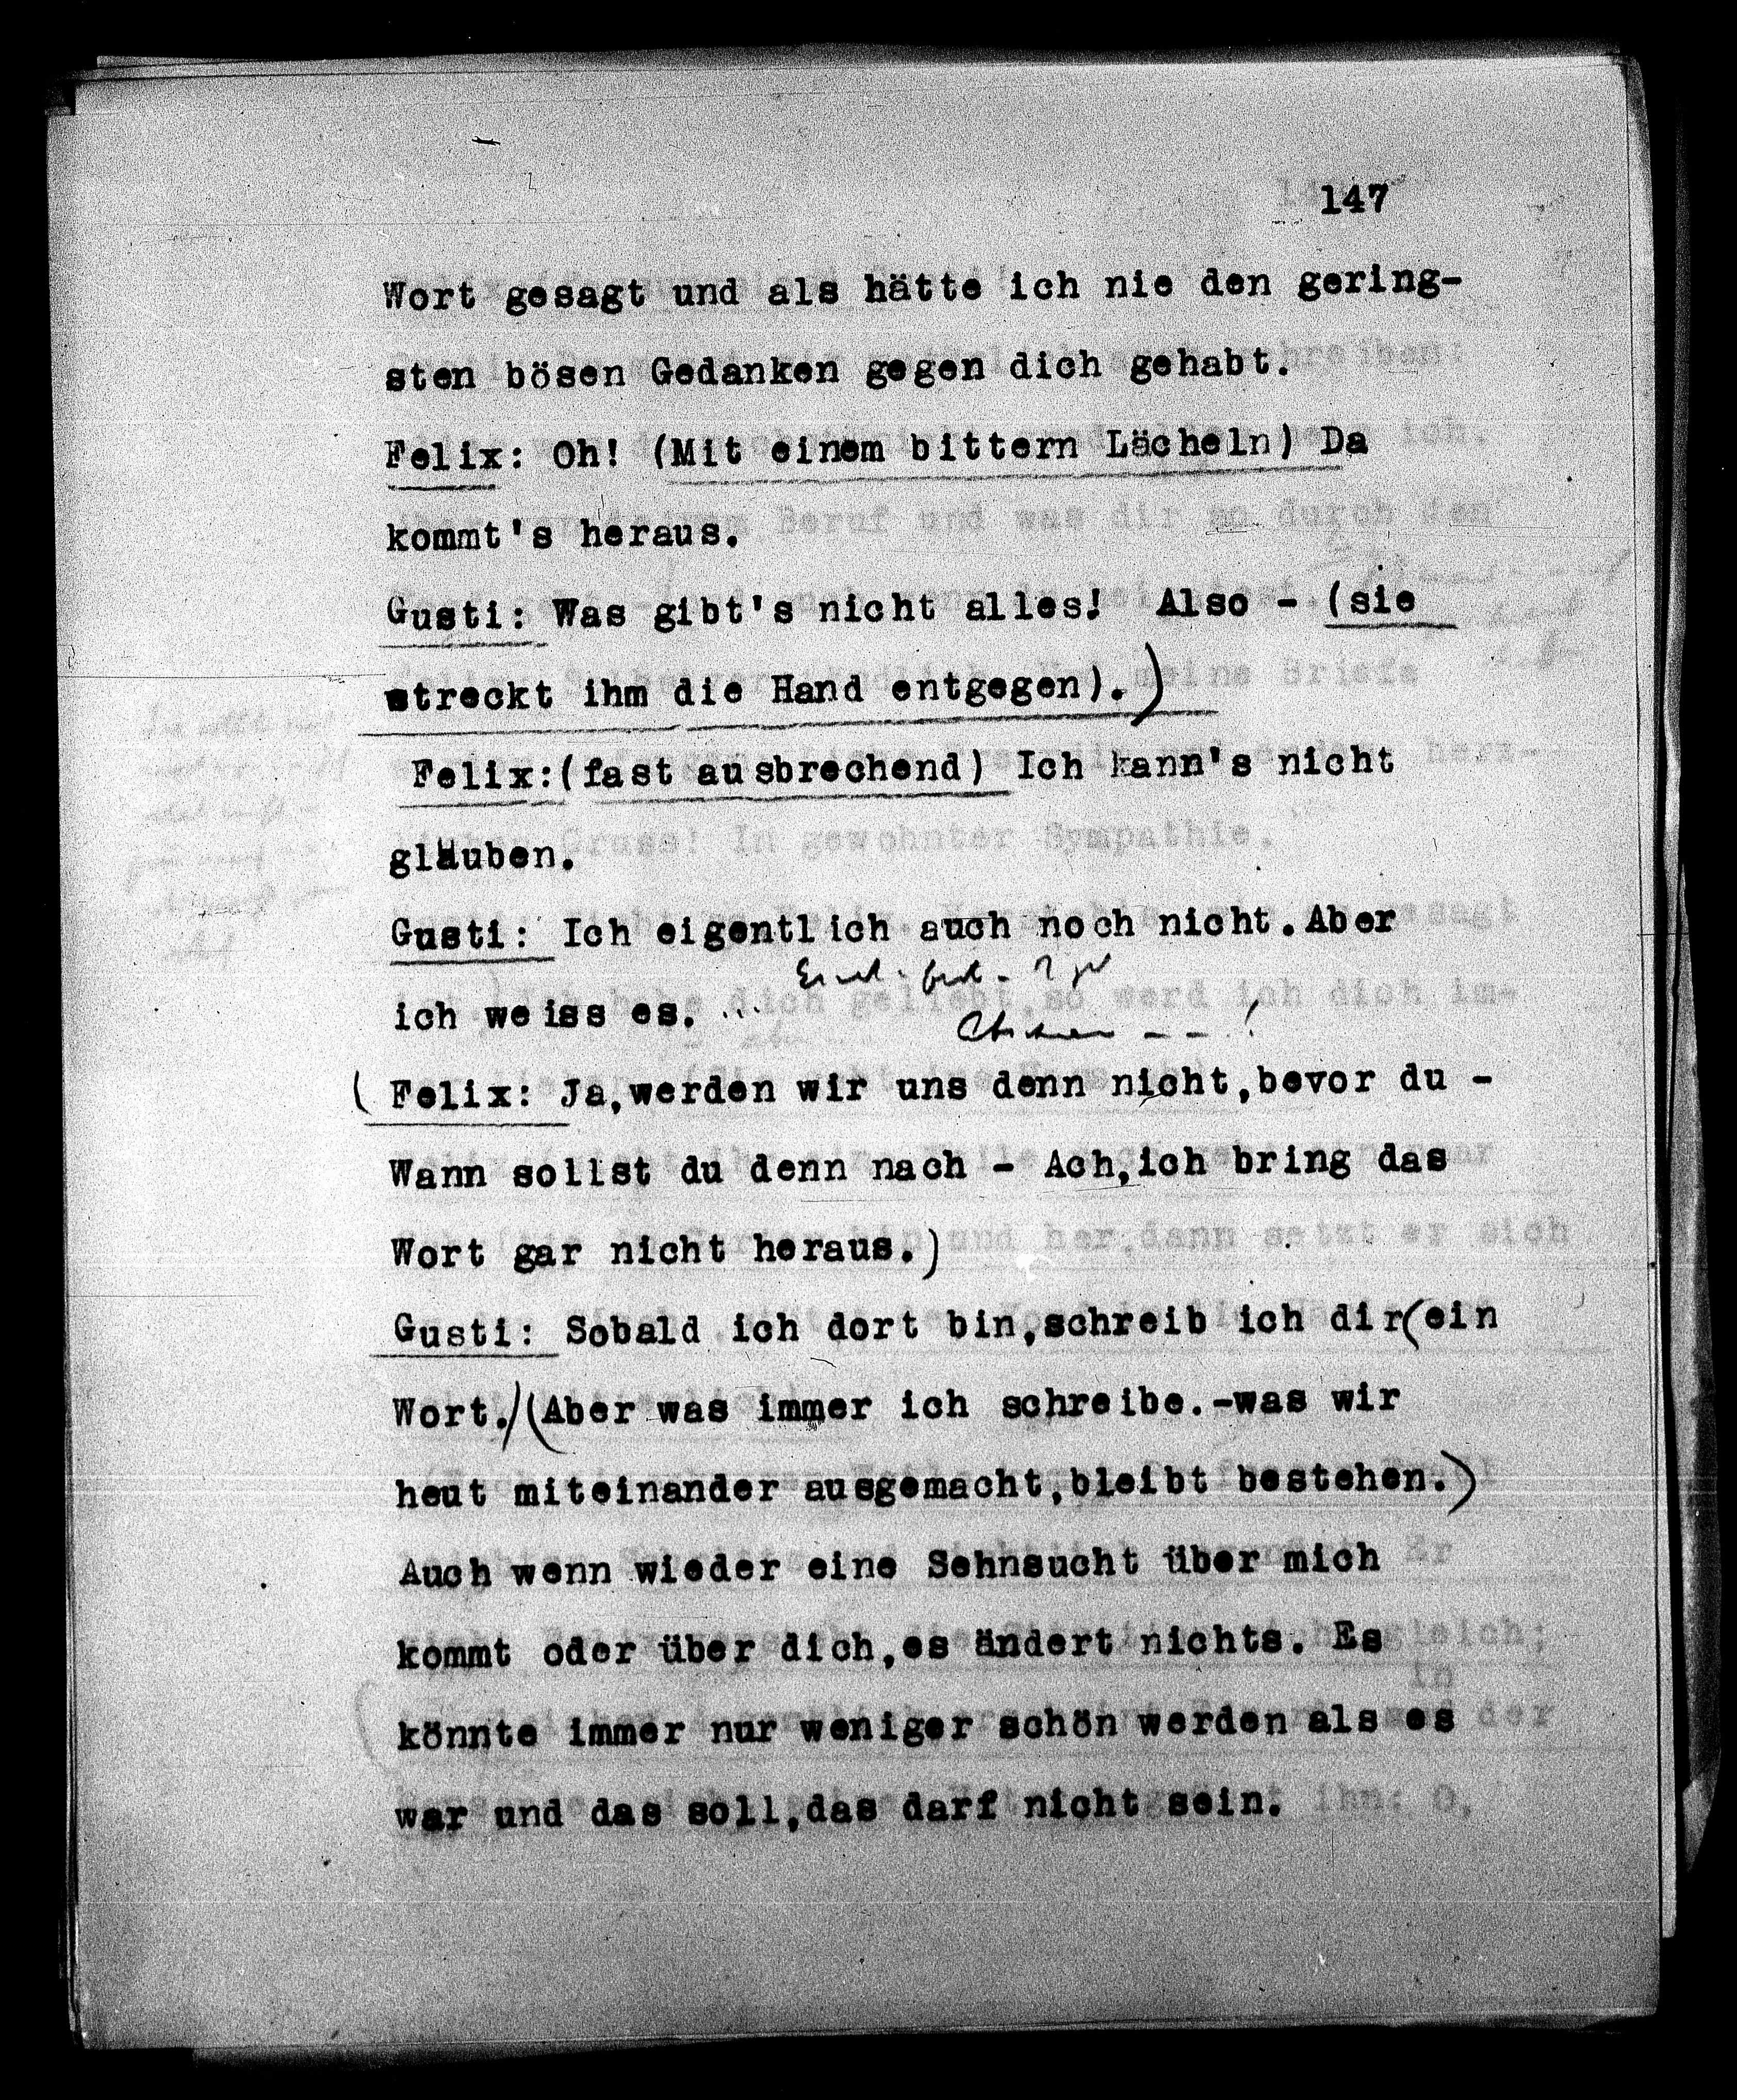 147
Wort gesagt und als hätte ich nie den gering-
sten bösen Gedanken gegen dich gehabt.
Felix: Oh! (Mit einem bittern Lächeln) Da
kommt's heraus.
Gusti: Was gibt's nicht alles! Also - (sie
streckt ihm die Hand entgegen).)
Felix:(fast ausbrechend) Ich kann's nicht
glauben.
Gusti: Ich eigentlich auch noch nicht.Aber
ich weiss es. ...
(Felix: Ja,werden wir uns denn nicht,bevor du -
Wann sollst du denn nach - Ach,ich bring das
Wort gar nicht heraus.)
Gusti: Sobald ich dort bin,schreib ich dir(ein
Wort.)(Aber was immer ich schreibe.-was wir
heut miteinander ausgemacht,bleibt bestehen.)
Auch wenn wieder eine Sehnsucht über mich
kommt oder über dich,es ändert nichts. Es
könnte immer nur weniger schön werden als es
war und das soll,das darf nicht sein.